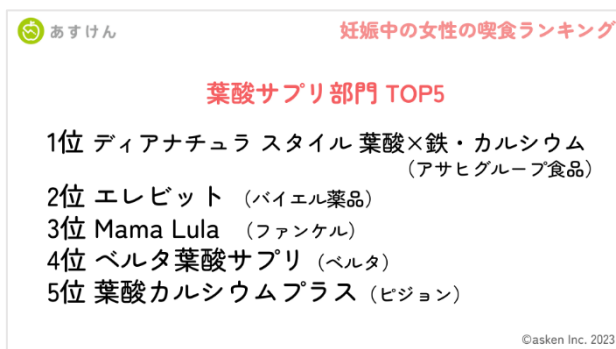 あすけん
妊娠中の女性の喫食ランキング
葉酸サプリ部門 TOP5
1位 ディアナチュラ スタイル 葉酸×鉄・カルシウム
（アサヒグループ食品）
2位 エレビット （バイエル薬品）
3位 Mama Lula （ファンケル）
4位 ベルタ葉酸サプリ（ベルタ）
5位 葉酸カルシウムプラス（ピジョン）
©asken Inc. 2023